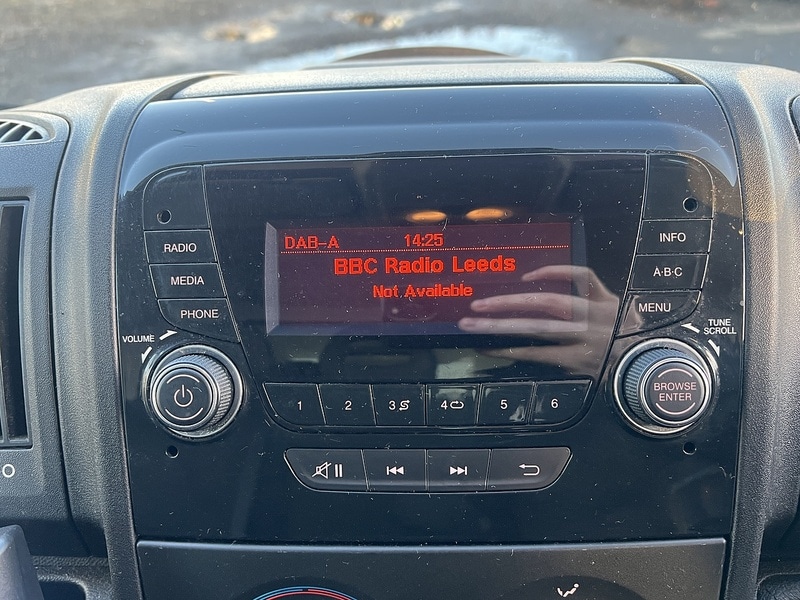 DAB-A 14:25
BBC Radio Leeds
Not Available
RADIO
MEDIA
PHONE
VOLUME
INFO
A·B·C
MENU
TUNE
SCROLL
BROWSE
ENTER
1 2 3 4 5 6